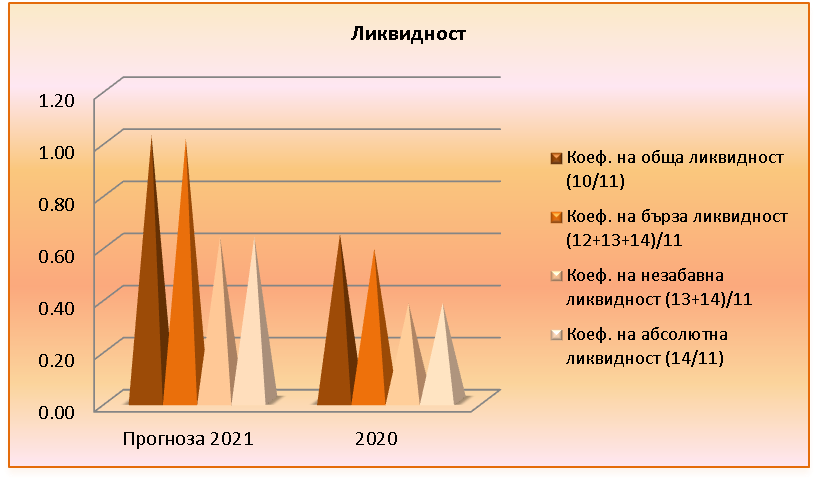 Ликвидност
1.20
1.00
0.80
0.60
0.40
0.20
0.00
Прогноза 2021
2020
Коеф. на обща ликвидност
(10/11)
Коеф. на бърза ликвидност
(12+13+14)/11
Коеф. на незабавна
ликвидност (13+14)/11
Коеф. на абсолютна
ликвидност (14/11)